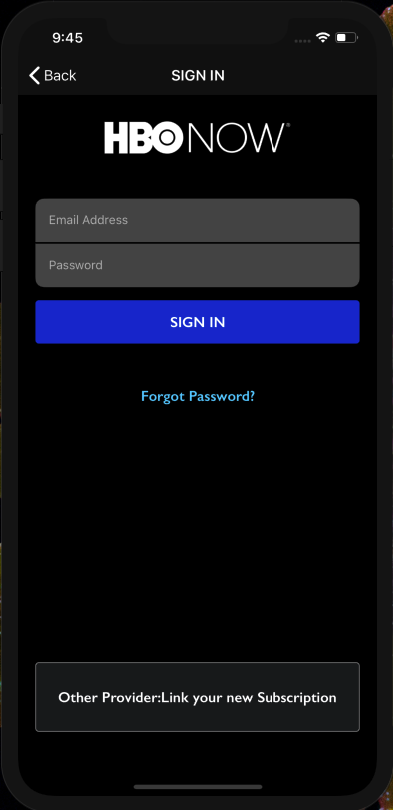 9:45
Back
SIGN IN
HBO NOW®
Email Address
Password
SIGN IN
Forgot Password?
Other Provider:Link your new Subscription